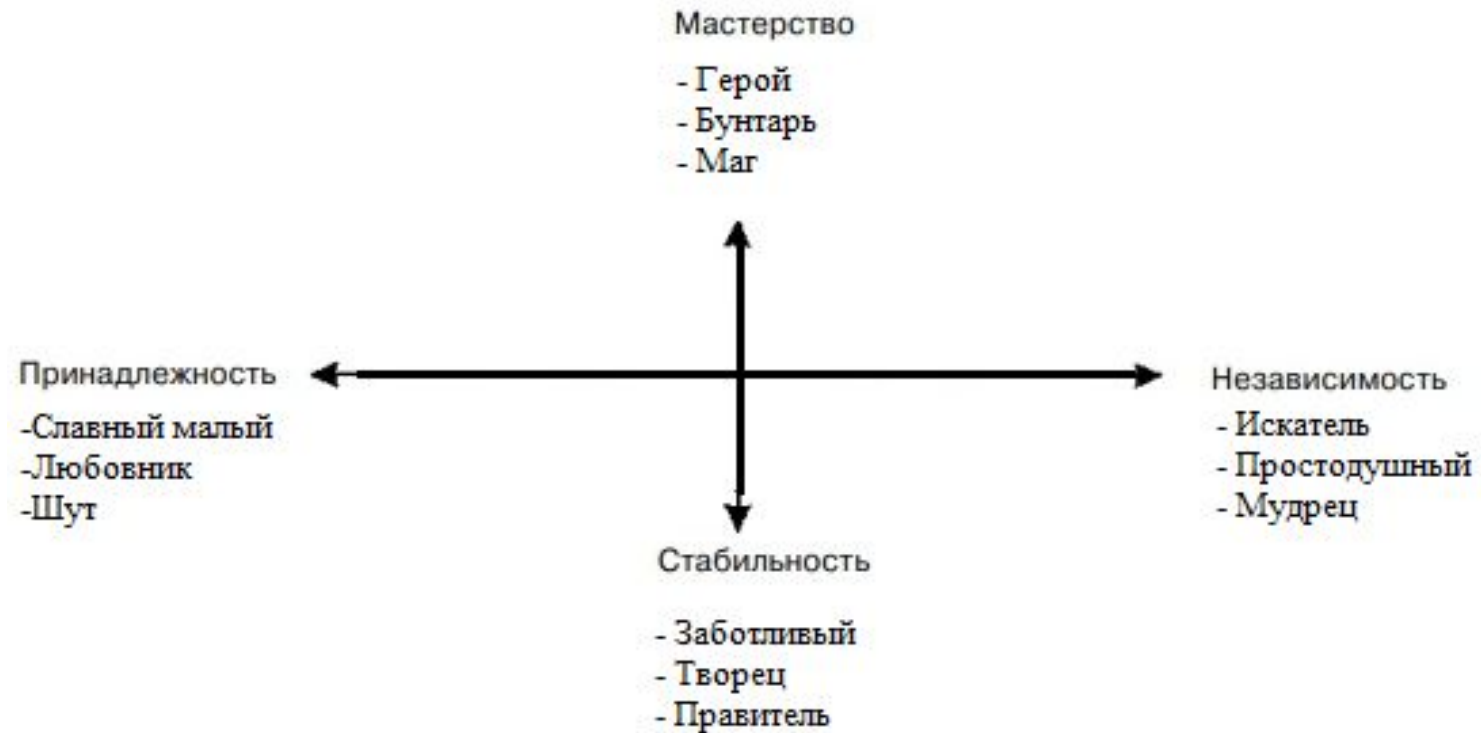 Мастерство
- Герой
- Бунтарь
- Маг
Принадлежность
-Славный малый
-Любовник
-Шут
Независимость
- Искатель
- Простодушный
- Мудрец
Стабильность
- Заботливый
- Творец
- Правитель